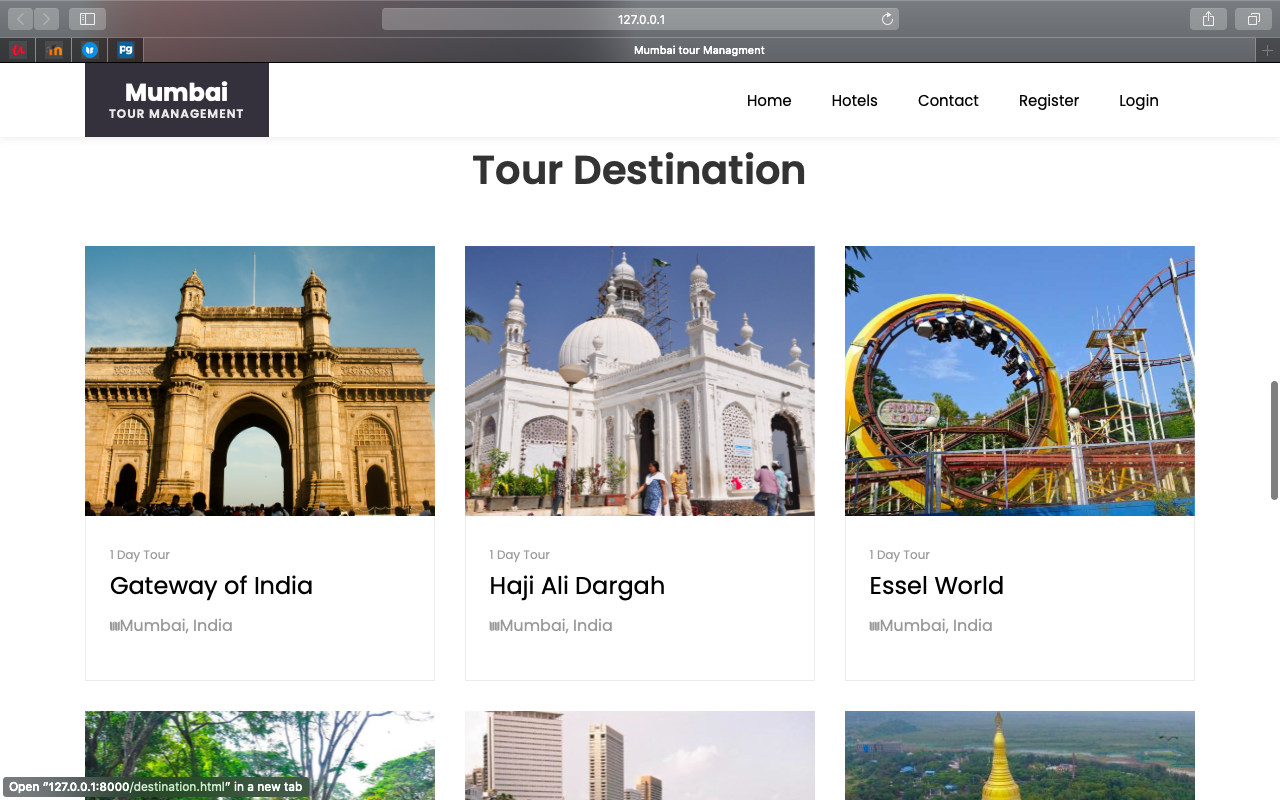 127.0.0.1
in
pg
Mumbai tour Managment
Mumbai
TOUR MANAGEMENT
Home
Hotels
Contact
Register
Login
Tour Destination
1 Day Tour
Gateway of India
Mumbai, India
1 Day Tour
Haji Ali Dargah
Mumbai, India
1 Day Tour
Essel World
Mumbai, India
Open "127.0.0.1:8000/destination.html" in a new tab